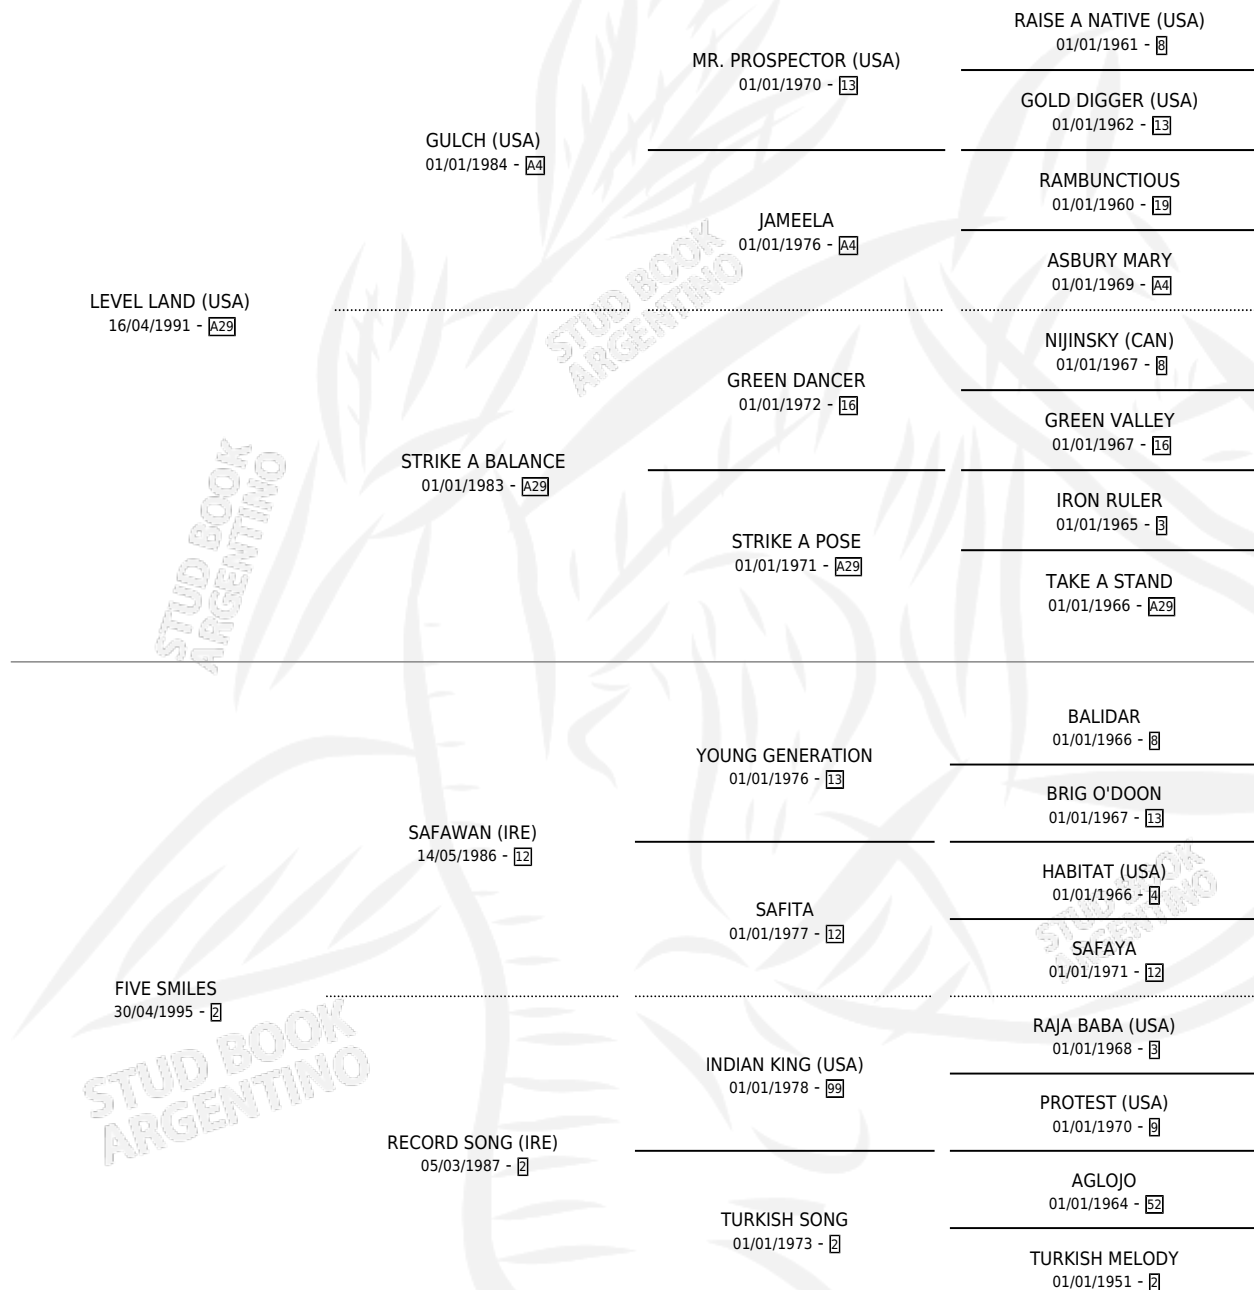 RAISE A NATIVE (USA)
01/01/1961 - 8
MR. PROSPECTOR (USA)
01/01/1970 - 13
GOLD DIGGER (USA)
01/01/1962 - 13
GULCH (USA)
01/01/1984 - A4
RAMBUNCTIOUS
01/01/1960 - 19
JAMEELA
01/01/1976 - A4
ASBURY MARY
01/01/1969 - A4
LEVEL LAND (USA)
16/04/1991 - A29
NIJINSKY (CAN)
01/01/1967 - 8
GREEN DANCER
01/01/1972 - 16
GREEN VALLEY
01/01/1967 - 16
STRIKE A BALANCE
01/01/1983 - A29
IRON RULER
01/01/1965 - 3
STRIKE A POSE
01/01/1971 - A29
TAKE A STAND
01/01/1966 - A29
BALIDAR
01/01/1966 - 8
YOUNG GENERATION
01/01/1976 - 13
BRIG O'DOON
01/01/1967 - 13
SAFAWAN (IRE)
14/05/1986 - 12
HABITAT (USA)
01/01/1966 - 4
SAFITA
01/01/1977 - 12
SAFAYA
01/01/1971 - 12
FIVE SMILES
30/04/1995 - 2
RAJA BABA (USA)
01/01/1968 - 3
INDIAN KING (USA)
01/01/1978 - 99
PROTEST (USA)
01/01/1970 - 9
RECORD SONG (IRE)
05/03/1987 - 2
AGLOJO
01/01/1964 - 52
TURKISH SONG
01/01/1973 - 2
TURKISH MELODY
01/01/1951 - 2
STUD BOOK
ARGENTINO
STUD BOOK
ARGENTINO
STUD BOOK
ARGENTINO
STUD BOOK
ARGENTINO